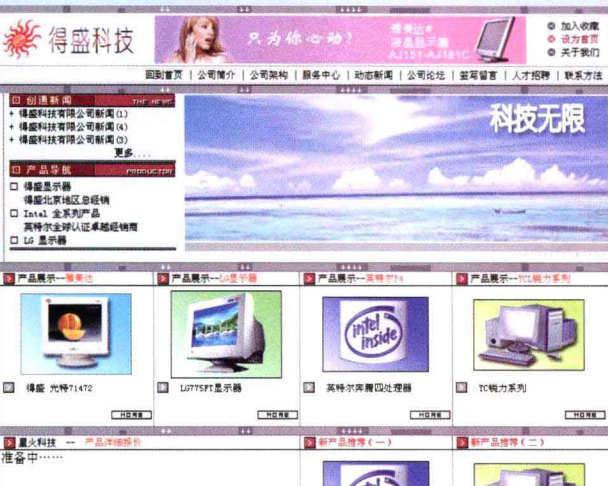 得盛科技
只为你心动！
液晶显示器
AJ15T-AJ181C
加入收藏
设为首页
关于我们
回到首页 | 公司简介 | 公司架构 | 服务中心 | 动态新闻 | 公司论坛 | 签写留言 | 人才招聘 | 联系方法
创通新闻 THE NEWS
+ 得盛科技有限公司新闻(1)
+ 得盛科技有限公司新闻(4)
+ 得盛科技有限公司新闻(3)
更多....
科技无限
产品导航 PRODUCTOR
得盛显示器
得盛北京地区总经销
Intel 全系列产品
英特尔全球认证卓越经销商
LG 显示器
产品展示--雅美达
产品展示--LG显示器
产品展示--英特尔P4
产品展示--TCL锐力系列
intel inside
得盛 光特71472
LG775FT显示器
英特尔奔腾四处理器
TC锐力系列
MORE
MORE
MORE
MORE
星火科技 -- 产品详细报价
新产品推荐(一)
新产品推荐(二)
准备中……